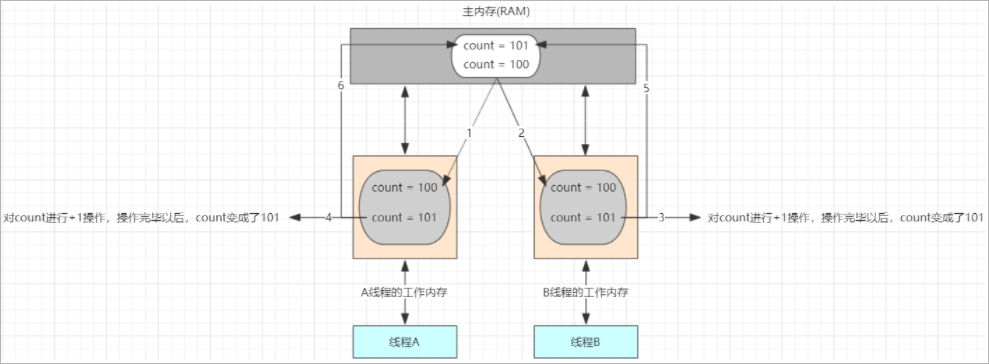 主内存(RAM)
count = 101
count = 100
6
5
1
2
count = 100
count = 101
count = 100
count = 101
对count进行+1操作，操作完毕以后，count变成了101
4
3
对count进行+1操作，操作完毕以后，count变成了101
A线程的工作内存
B线程的工作内存
线程A
线程B